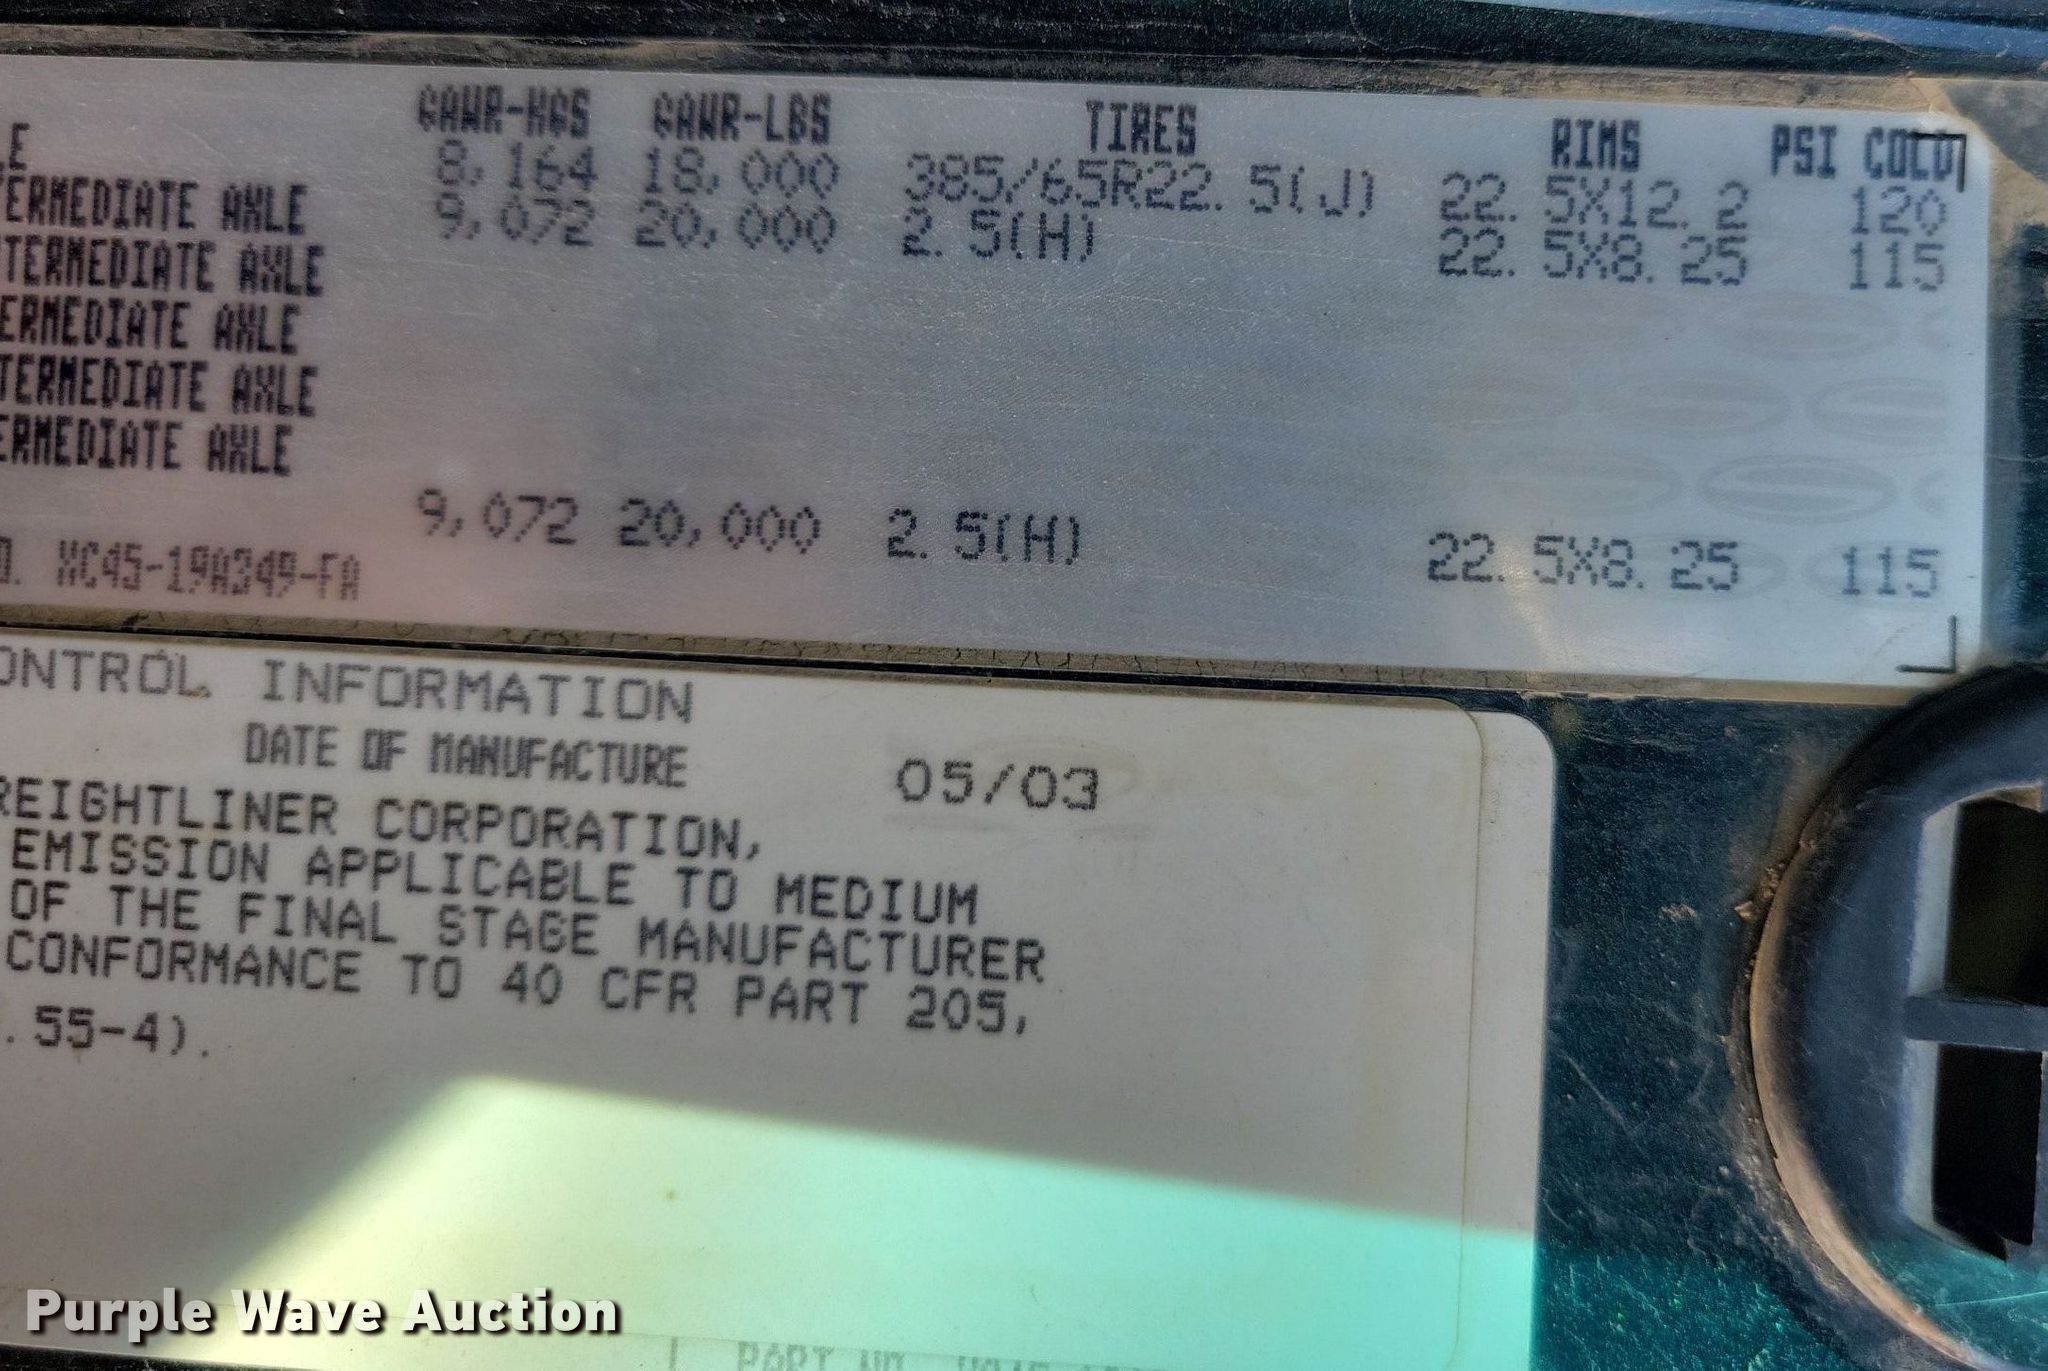 GAWR-KGS GAWR-LBS TIRES RIMS PSI COLD
LE 8,164 18,000 385/65R22.5(J) 22.5X12.2 120
TERMEDIATE AXLE 9,072 20,000 2.5(H) 22.5X8.25 115
TERMEDIATE AXLE
TERMEDIATE AXLE
TERMEDIATE AXLE
ERMEDIATE AXLE
9,072 20,000 2.5(H) 22.5X8.25 115
O. XC45-19A349-FA
ONTROL INFORMATION
DATE OF MANUFACTURE 05/03
REIGHTLINER CORPORATION,
EMISSION APPLICABLE TO MEDIUM
OF THE FINAL STAGE MANUFACTURER
CONFORMANCE TO 40 CFR PART 205,
.55-4).
Purple Wave Auction
PART NO.